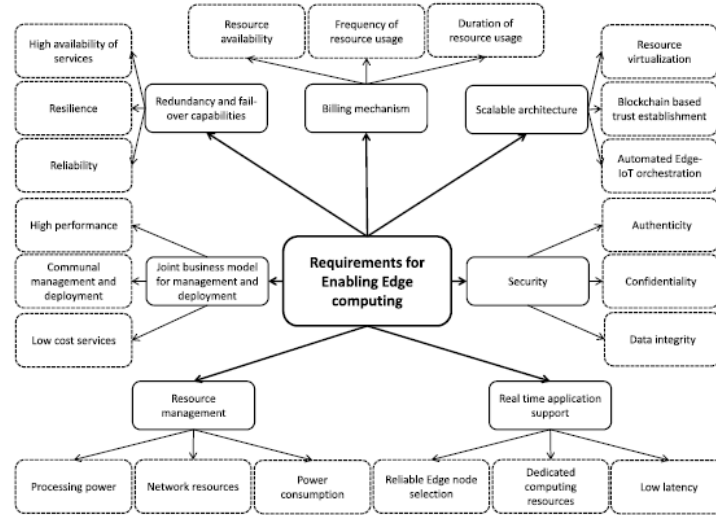 Resource
availability
Frequency of
resource usage
Duration of
resource usage
High availability of
services
Resilience
Reliability
Redundancy and fail-
over capabilities
Billing mechanism
Scalable architecture
Resource
virtualization
Blockchain based
trust establishment
Automated Edge-
IoT orchestration
High performance
Communal
management and
deployment
Low cost services
Joint business model
for management and
deployment
Requirements for
Enabling Edge
computing
Security
Authenticity
Confidentiality
Data integrity
Resource
management
Real time application
support
Processing power
Network resources
Power
consumption
Reliable Edge node
selection
Dedicated
computing
resources
Low latency